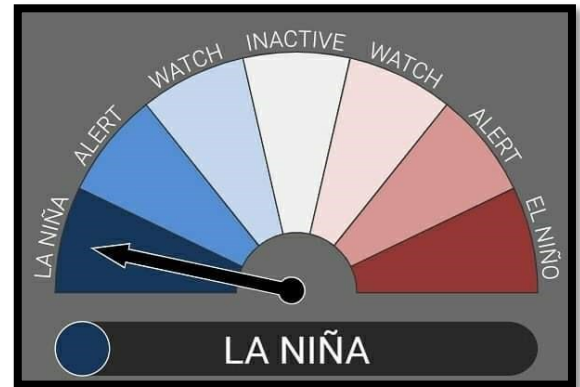 LA NIÑA
ALERT
WATCH
INACTIVE
WATCH
ALERT
EL NIÑO
LA NIÑA